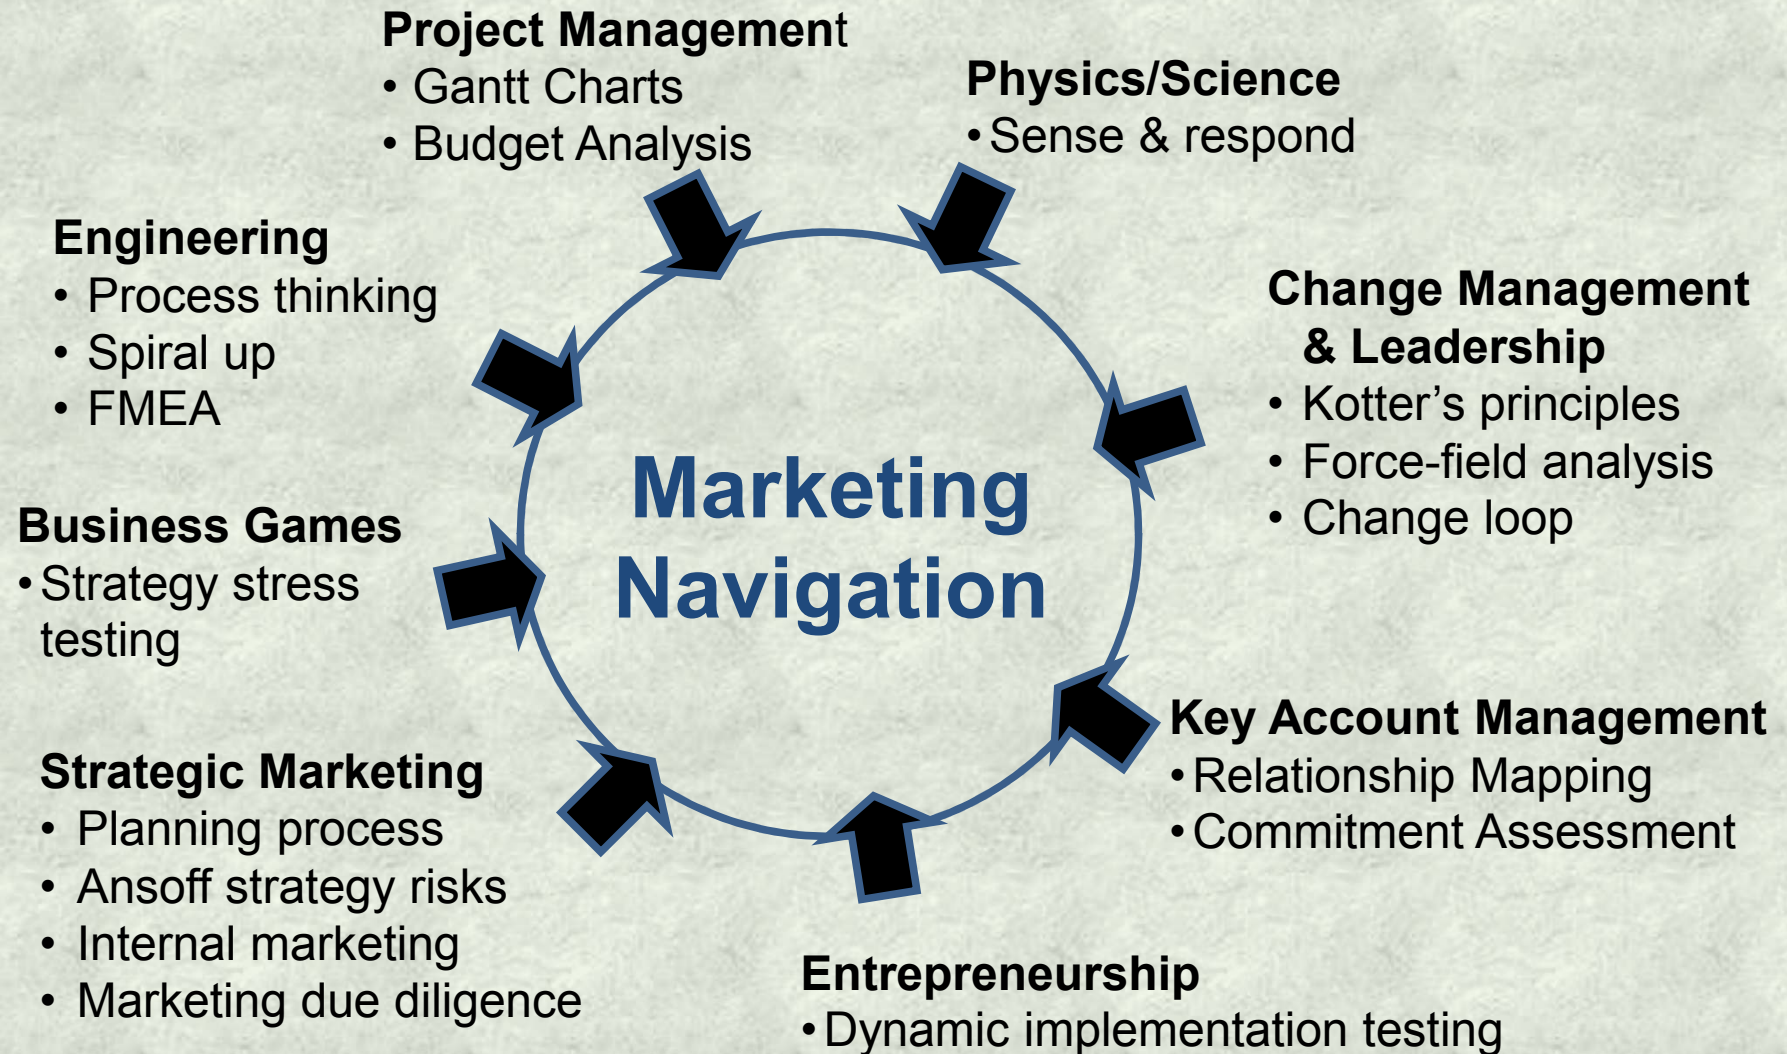 Project Management
• Gantt Charts
• Budget Analysis
Physics/Science
• Sense & respond
Engineering
• Process thinking
• Spiral up
• FMEA
Change Management
& Leadership
• Kotter’s principles
• Force-field analysis
• Change loop
Marketing
Navigation
Business Games
• Strategy stress
testing
Key Account Management
• Relationship Mapping
• Commitment Assessment
Strategic Marketing
• Planning process
• Ansoff strategy risks
• Internal marketing
• Marketing due diligence
Entrepreneurship
• Dynamic implementation testing